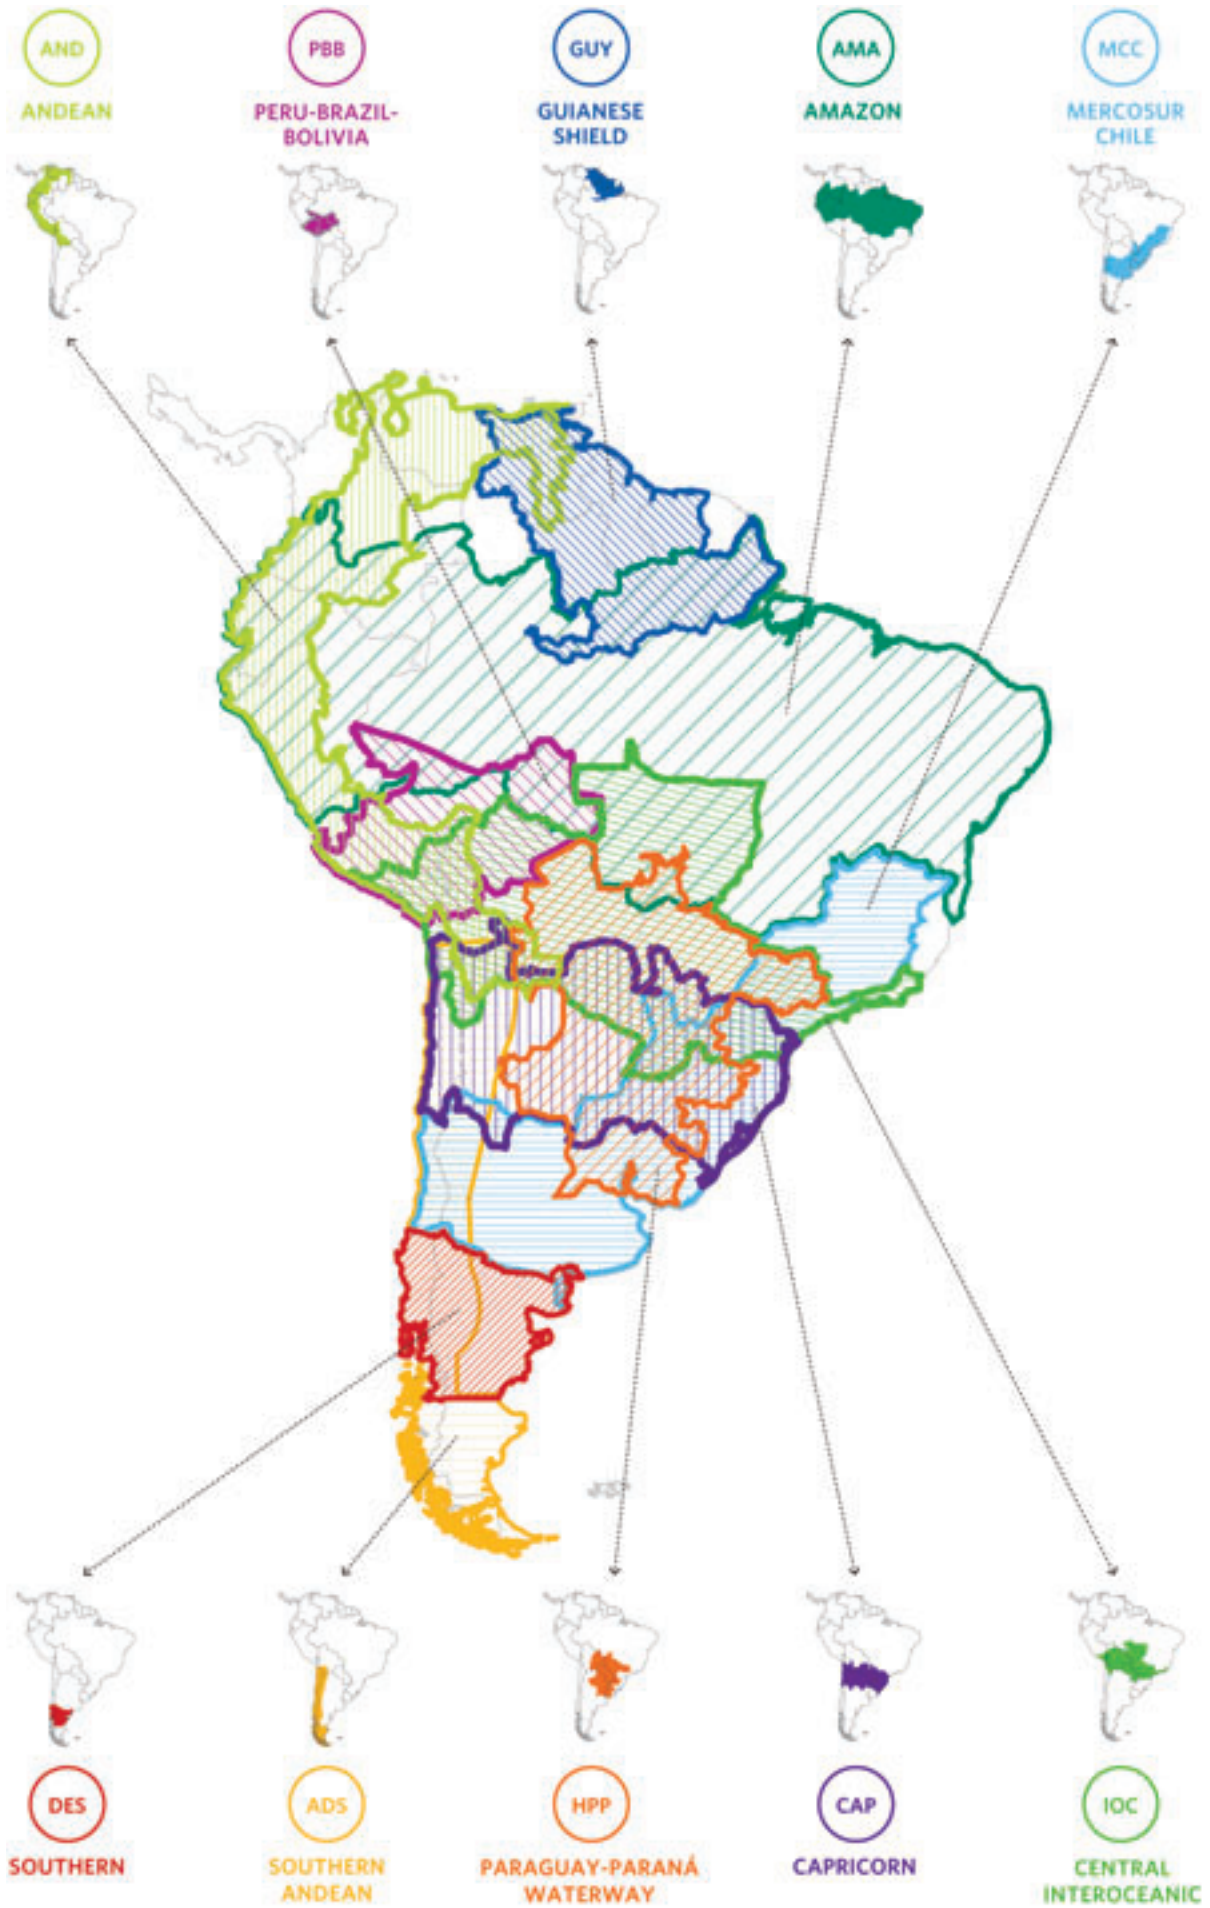 AND
PBB
GUY
AMA
MCC
ANDEAN
PERU-BRAZIL-
BOLIVIA
GUIANESE
SHIELD
AMAZON
MERCOSUR
CHILE
DES
ADS
HPP
CAP
IOC
SOUTHERN
SOUTHERN
ANDEAN
PARAGUAY-PARANÁ
WATERWAY
CAPRICORN
CENTRAL
INTEROCEANIC